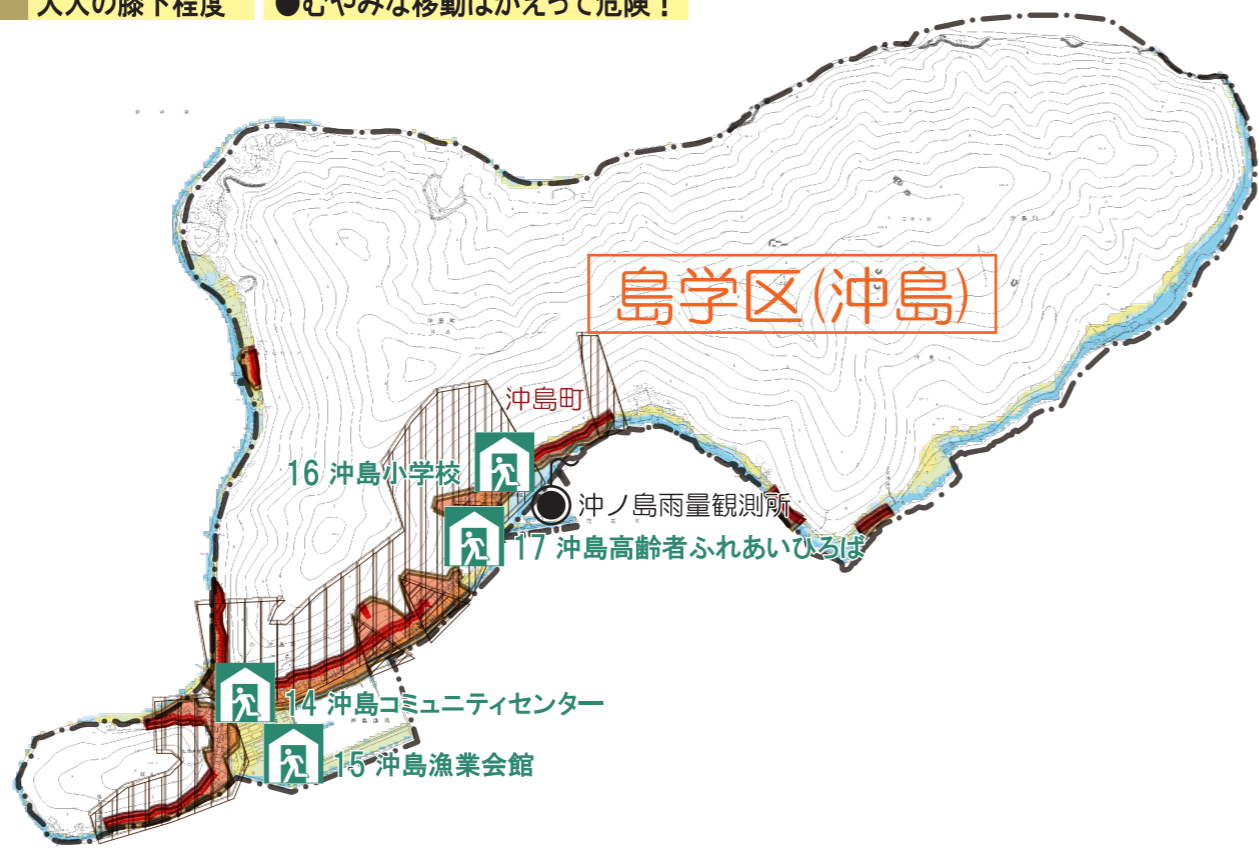 大人の膝下程度 ●むやみな移動はかえって危険！
島学区(沖島)
沖島町
16 沖島小学校
沖ノ島雨量観測所
17 沖島高齢者ふれあいひろば
14 沖島コミュニティセンター
15 沖島漁業会館